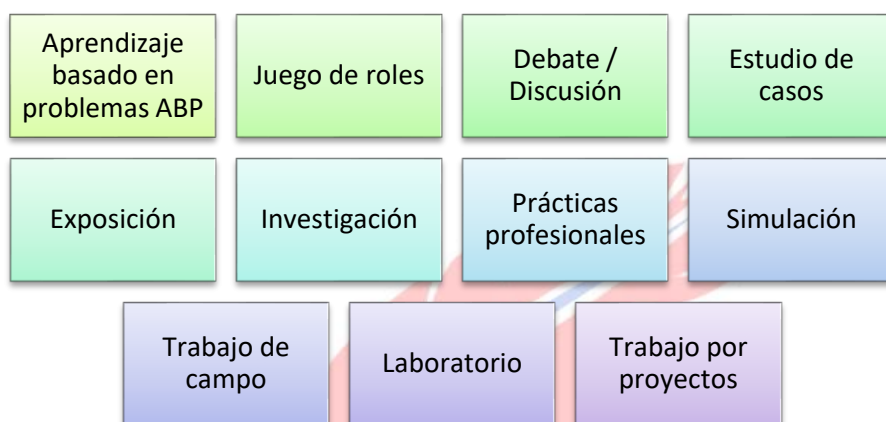 Aprendizaje
basado en
problemas ABP
Juego de roles
Debate /
Discusión
Estudio de
casos
Exposición
Investigación
Prácticas
profesionales
Simulación
Trabajo de
campo
Laboratorio
Trabajo por
proyectos